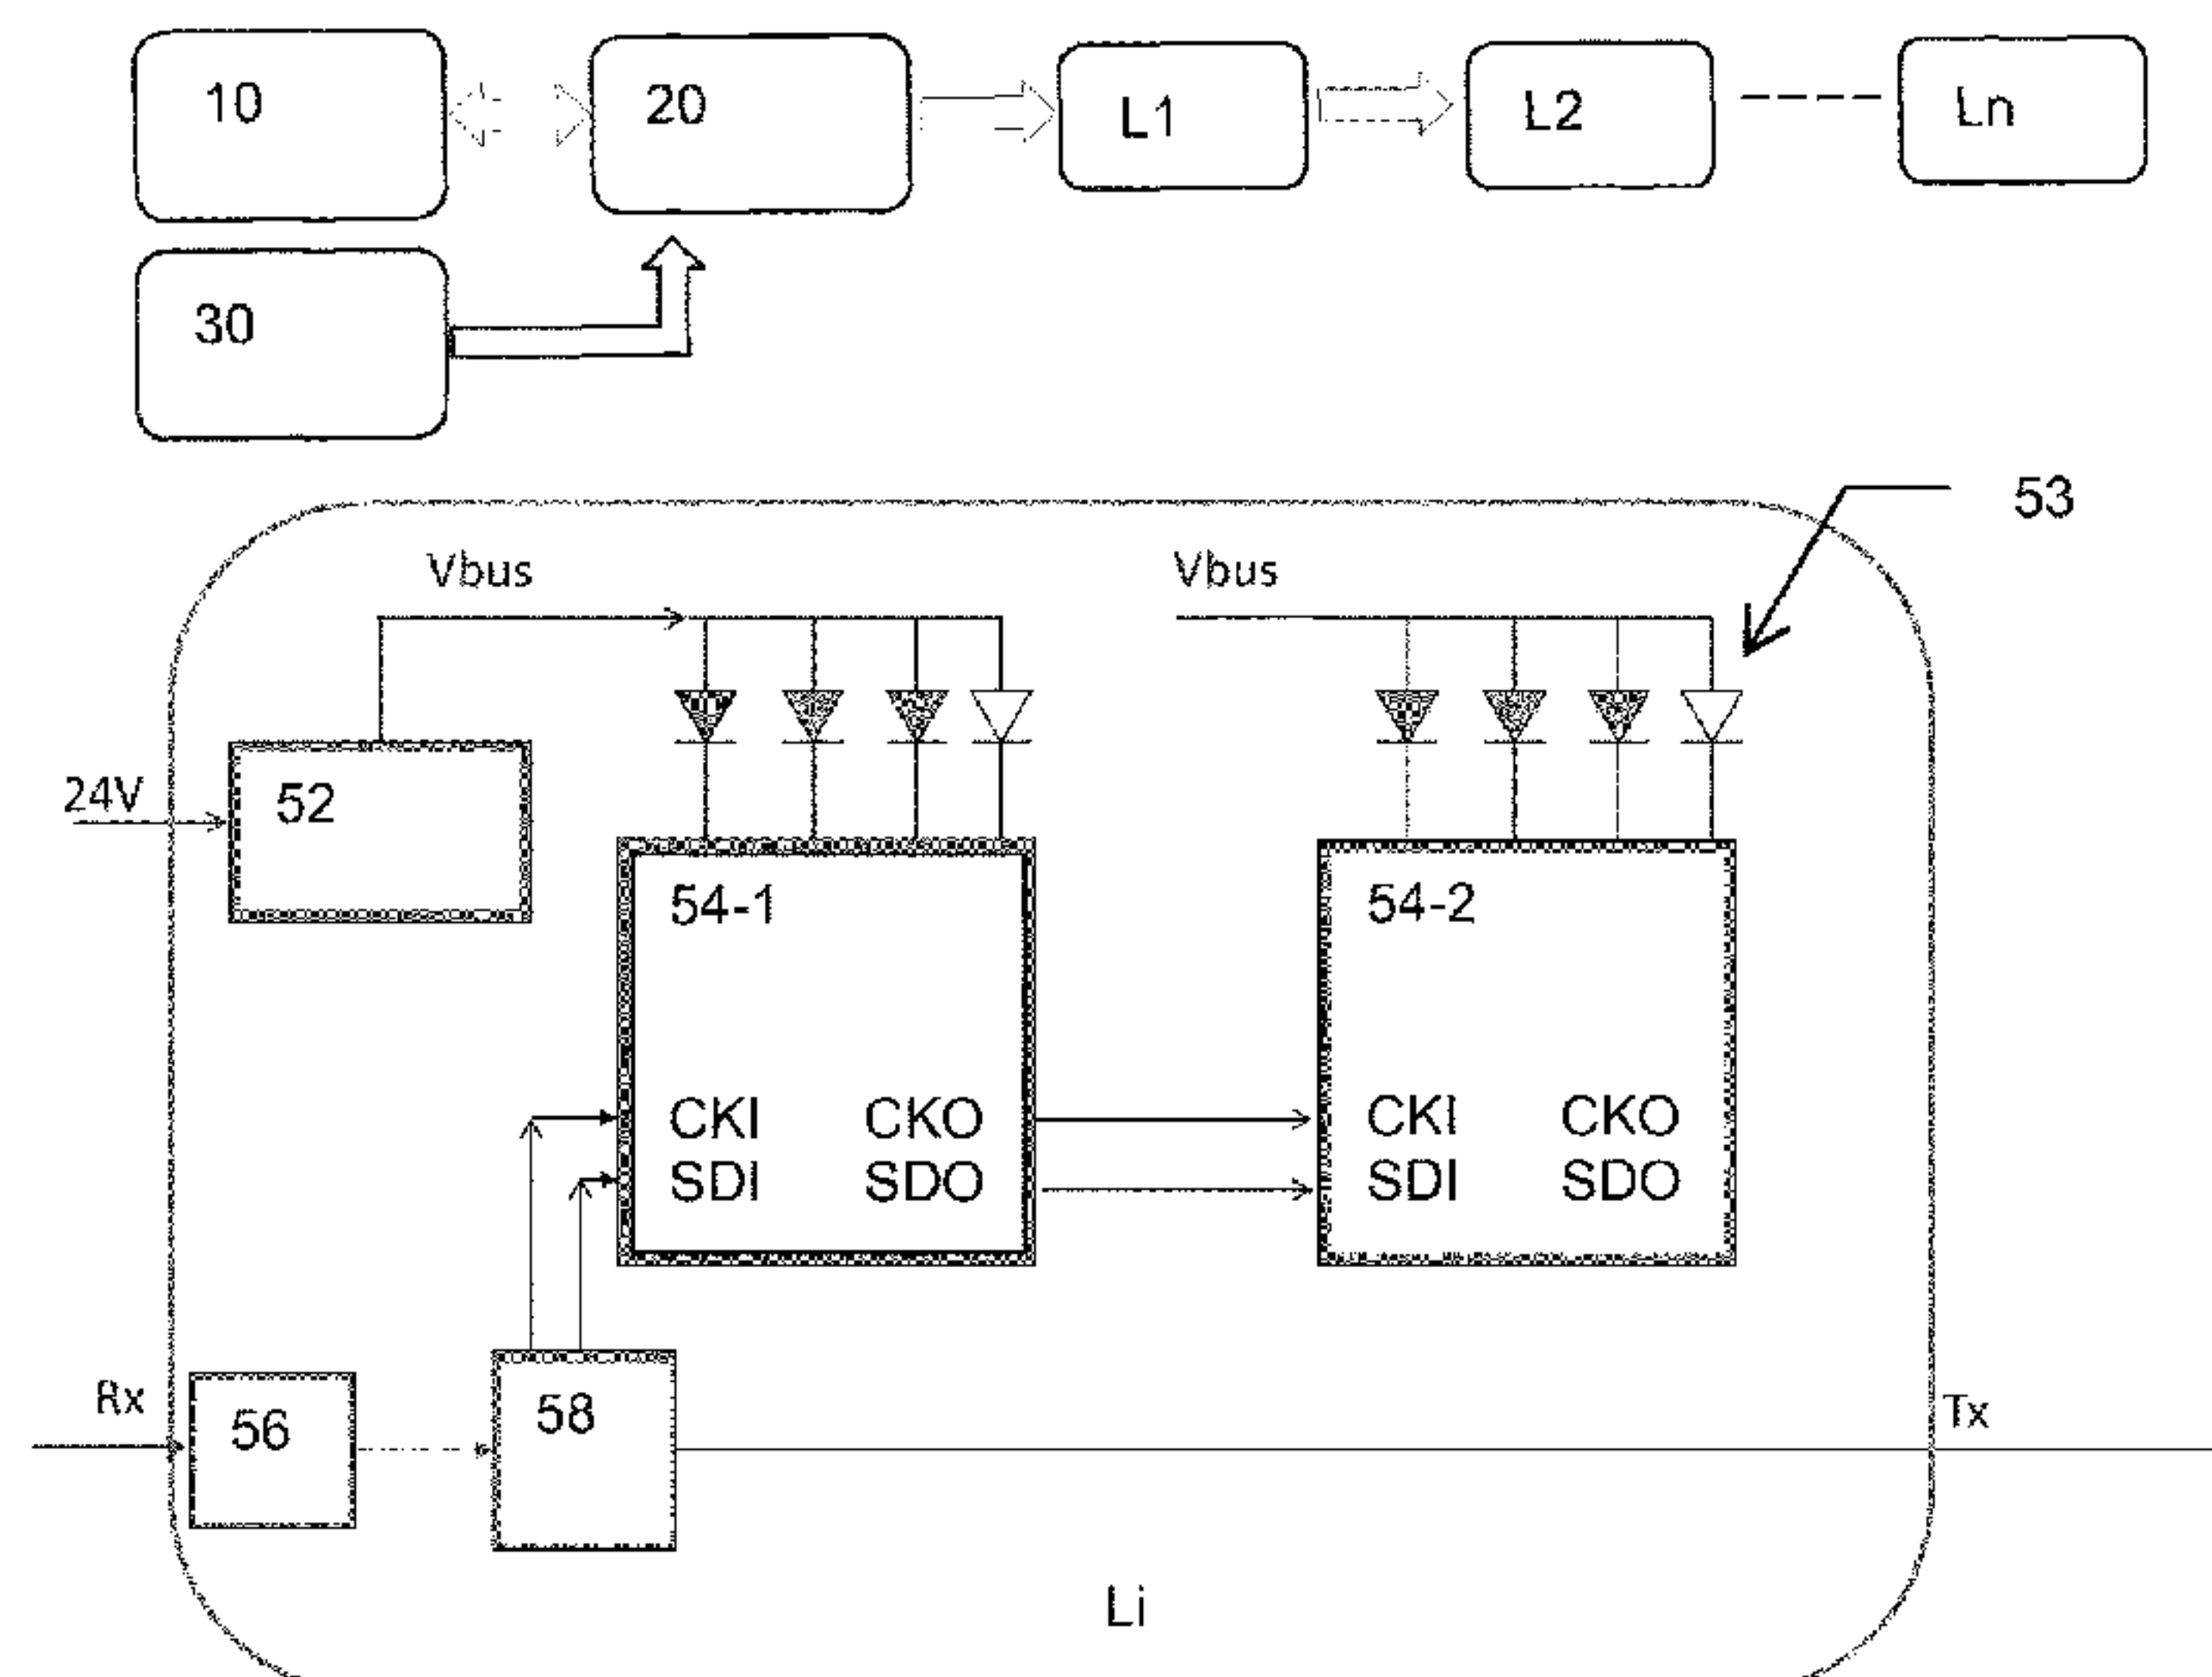 10
20
L1
L2
Ln
30
53
Vbus
Vbus
24V
52
54-1
54-2
CKI CKO
SDI SDO
CKI CKO
SDI SDO
Rx
56
58
Tx
Li